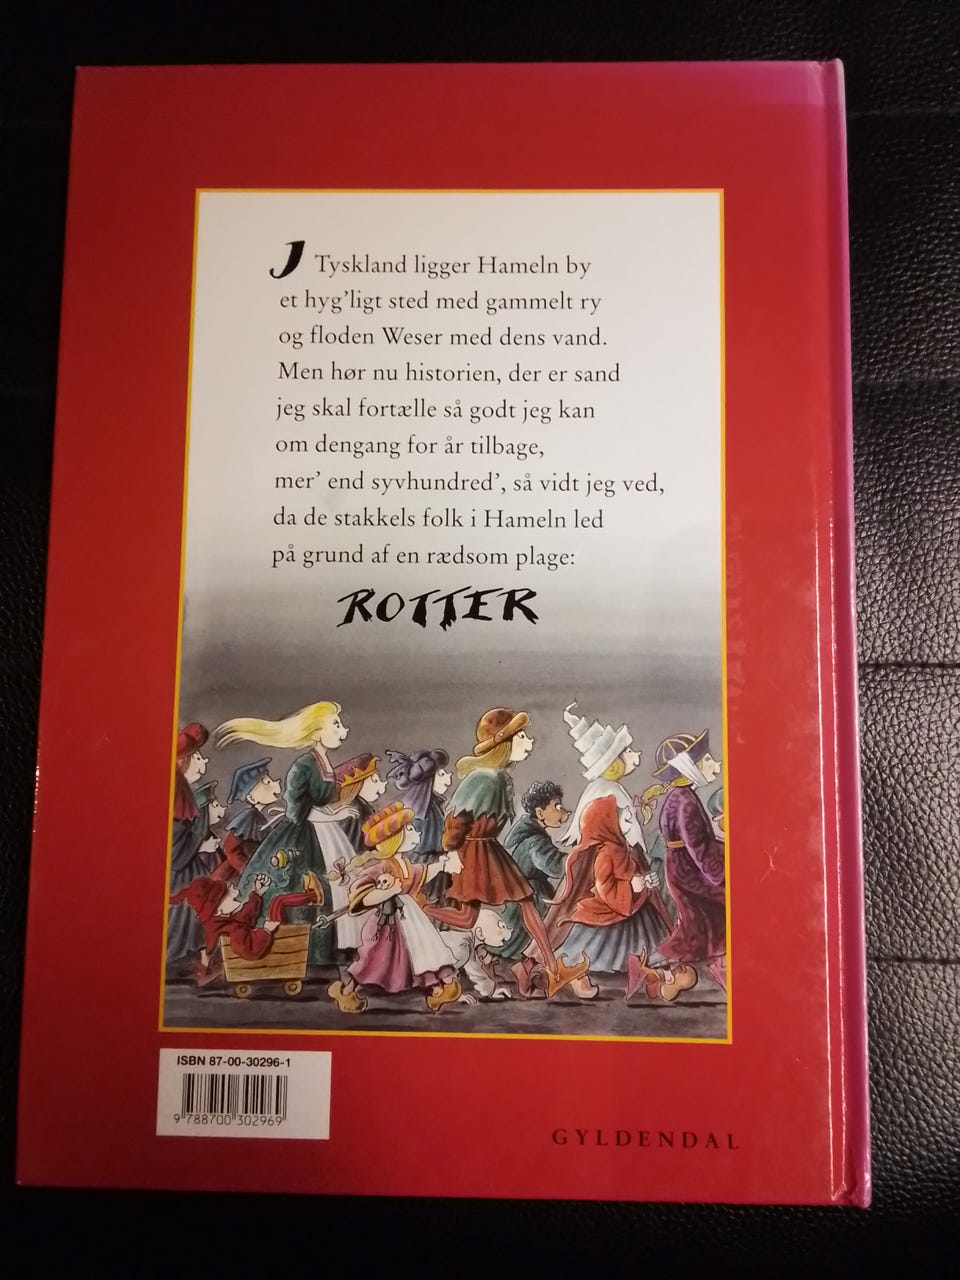 I Tyskland ligger Hameln by
et hyg'ligt sted med gammelt ry
og floden Weser med dens vand.
Men hør nu historien, der er sand
jeg skal fortælle så godt jeg kan
om dengang for år tilbage,
mer' end syvhundred', så vidt jeg ved,
da de stakkels folk i Hameln led
på grund af en rædsom plage:
ROTTER
ISBN 87-00-30296-1
9 788700 302969
GYLDENDAL